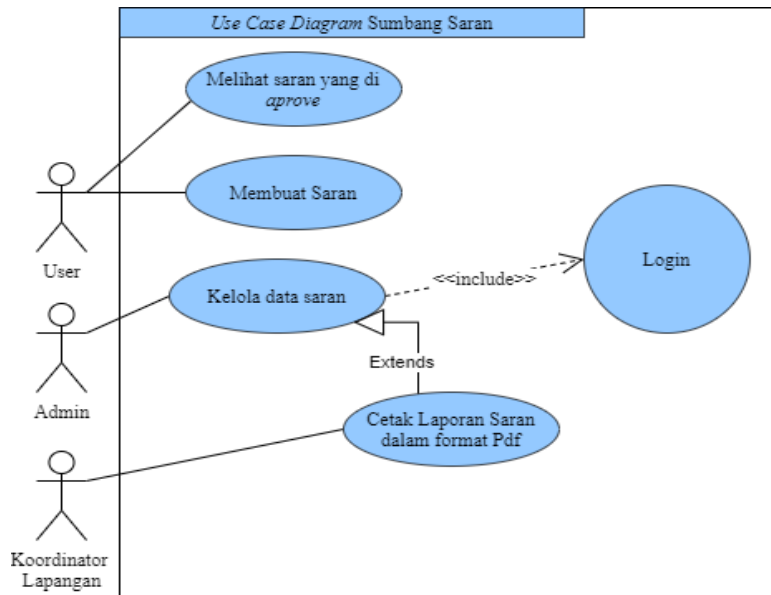 Use Case Diagram Sumbang Saran
Melihat saran yang di
aprove
Membuat Saran
User
Login
<<include>>
Kelola data saran
Extends
Admin
Cetak Laporan Saran
dalam format Pdf
Koordinator
Lapangan